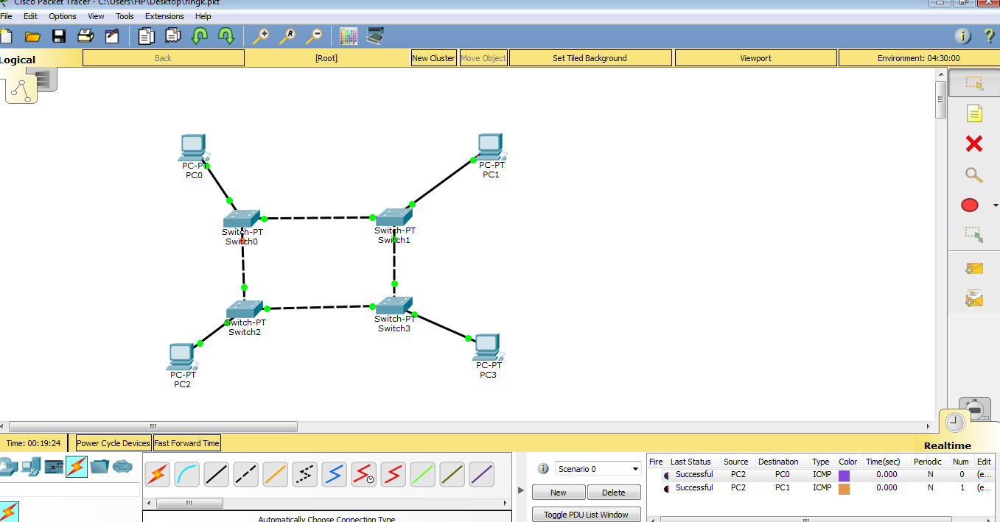 Cisco Packet Tracer - C:\Users\HP\Desktop\ringk.pkt
File Edit Options View Tools Extensions Help
Logical Back [Root] New Cluster Move Object Set Tiled Background Viewport Environment: 04:30:00
PC-PT
PC0
PC-PT
PC1
Switch-PT
Switch0
Switch-PT
Switch1
Switch-PT
Switch2
Switch-PT
Switch3
PC-PT
PC2
PC-PT
PC3
Time: 00:19:24 Power Cycle Devices Fast Forward Time Realtime
Scenario 0
New Delete
Toggle PDU List Window
Automatically Choose Connection Type
Fire Last Status Source Destination Type Color Time(sec) Periodic Num Edit
Successful PC2 PC0 ICMP 0.000 N 0 (e...
Successful PC2 PC1 ICMP 0.000 N 1 (e...